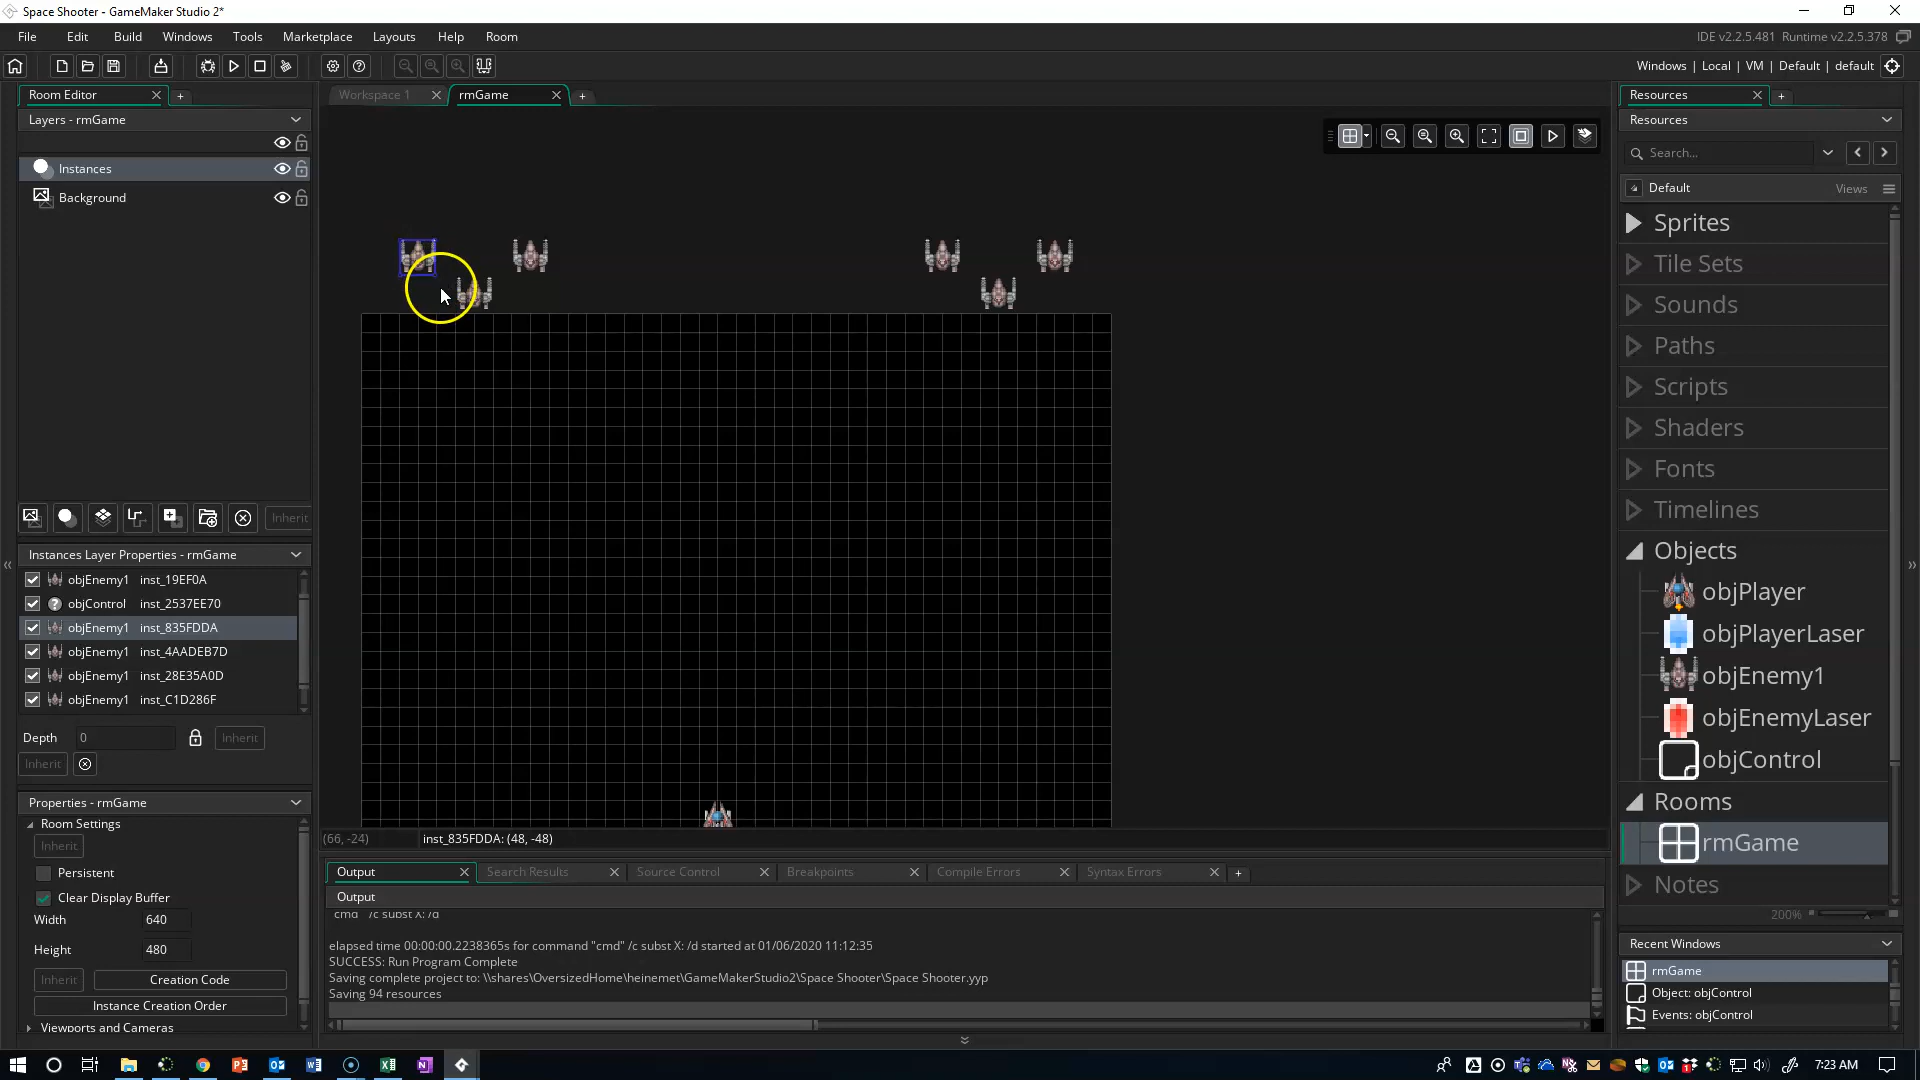 Space Shooter - GameMaker Studio 2*
File Edit Build Windows Tools Marketplace Layouts Help Room
IDE v2.2.5.481 Runtime v2.2.5.378
Windows | Local | VM | Default | default
Room Editor
Layers - rmGame
Instances
Background
Workspace 1
rmGame
Resources
Resources
Search...
Default
Views
Sprites
Tile Sets
Sounds
Paths
Scripts
Shaders
Fonts
Timelines
Objects
objPlayer
objPlayerLaser
objEnemy1
objEnemyLaser
objControl
Rooms
rmGame
Notes
200%
Recent Windows
rmGame
Object: objControl
Events: objControl
Inherit
Instances Layer Properties - rmGame
objEnemy1 inst_19EF0A
objControl inst_2537EE70
objEnemy1 inst_835FDDA
objEnemy1 inst_4AADEB7D
objEnemy1 inst_28E35A0D
objEnemy1 inst_C1D286F
Depth 0 Inherit
Inherit
Properties - rmGame
Room Settings
Inherit
Persistent
Clear Display Buffer
Width 640
Height 480
Inherit Creation Code
Instance Creation Order
Viewports and Cameras
(66, -24) inst_835FDDA: (48, -48)
Output Search Results Source Control Breakpoints Compile Errors Syntax Errors
Output
cmd /c subst X: /d
elapsed time 00:00:00.2238365s for command "cmd" /c subst X: /d started at 01/06/2020 11:12:35
SUCCESS: Run Program Complete
Saving complete project to: \\shares\OversizedHome\heinemet\GameMakerStudio2\Space Shooter\Space Shooter.yyp
Saving 94 resources
7:23 AM